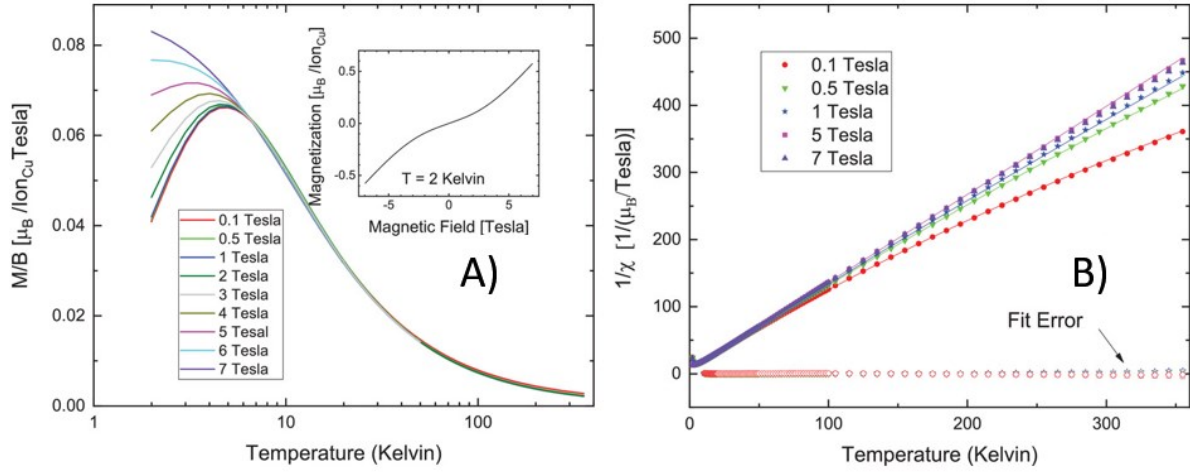 0.08
0.06
0.04
0.02
0.00
M/B [μB /IonCuTesla]
1
10
100
Temperature (Kelvin)
0.1 Tesla
0.5 Tesla
1 Tesla
2 Tesla
3 Tesla
4 Tesla
5 Tesal
6 Tesla
7 Tesla
Magnetization [μB /IonCu]
0.5
0.0
-0.5
-5
0
5
T = 2 Kelvin
Magnetic Field [Tesla]
A)
500
400
300
200
100
0
1/χ [1/(μB/Tesla)]
0
50
100
150
200
250
300
350
Temperature (Kelvin)
0.1 Tesla
0.5 Tesla
1 Tesla
5 Tesla
7 Tesla
B)
Fit Error